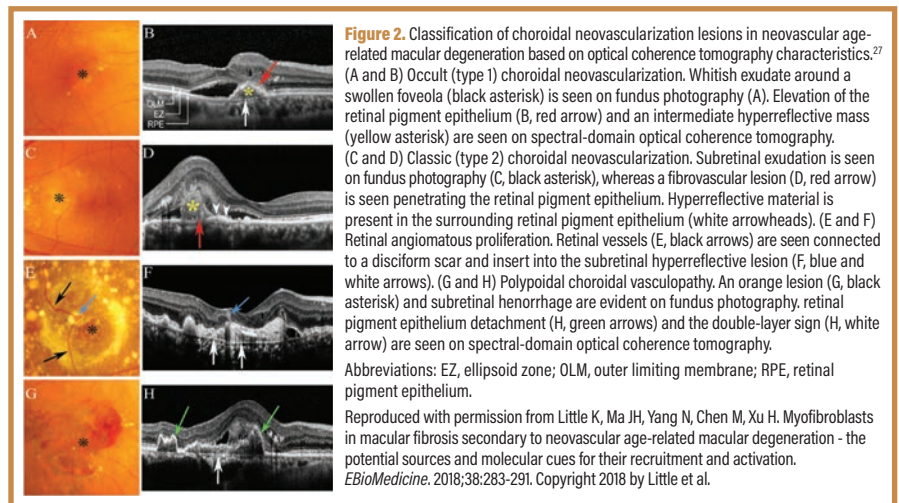 A
B
OLM
EZ
RPE
C
D
E
F
G
H
Figure 2. Classification of choroidal neovascularization lesions in neovascular age-
related macular degeneration based on optical coherence tomography characteristics.27
(A and B) Occult (type 1) choroidal neovascularization. Whitish exudate around a
swollen foveola (black asterisk) is seen on fundus photography (A). Elevation of the
retinal pigment epithelium (B, red arrow) and an intermediate hyperreflective mass
(yellow asterisk) are seen on spectral-domain optical coherence tomography.
(C and D) Classic (type 2) choroidal neovascularization. Subretinal exudation is seen
on fundus photography (C, black asterisk), whereas a fibrovascular lesion (D, red arrow)
is seen penetrating the retinal pigment epithelium. Hyperreflective material is
present in the surrounding retinal pigment epithelium (white arrowheads). (E and F)
Retinal angiomatous proliferation. Retinal vessels (E, black arrows) are seen connected
to a disciform scar and insert into the subretinal hyperreflective lesion (F, blue and
white arrows). (G and H) Polypoidal choroidal vasculopathy. An orange lesion (G, black
asterisk) and subretinal henorrhage are evident on fundus photography. retinal
pigment epithelium detachment (H, green arrows) and the double-layer sign (H, white
arrow) are seen on spectral-domain optical coherence tomography.
Abbreviations: EZ, ellipsoid zone; OLM, outer limiting membrane; RPE, retinal
pigment epithelium.
Reproduced with permission from Little K, Ma JH, Yang N, Chen M, Xu H. Myofibroblasts
in macular fibrosis secondary to neovascular age-related macular degeneration - the
potential sources and molecular cues for their recruitment and activation.
EBioMedicine. 2018;38:283-291. Copyright 2018 by Little et al.